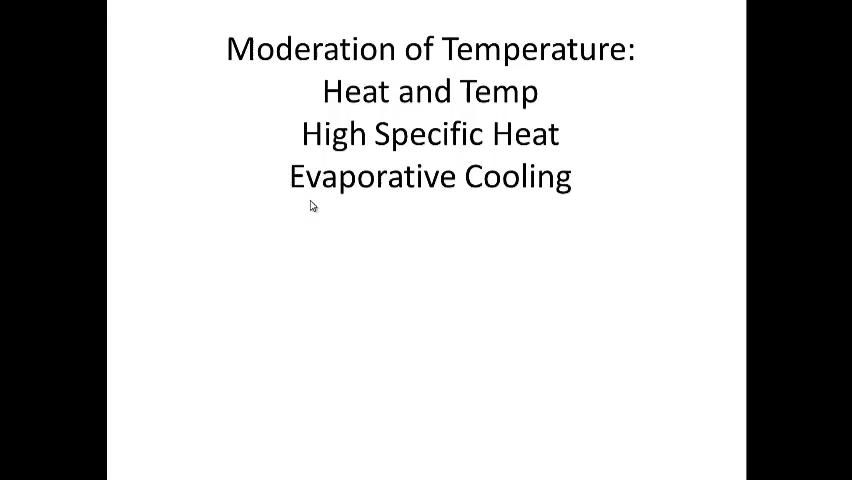 Moderation of Temperature:
Heat and Temp
High Specific Heat
Evaporative Cooling